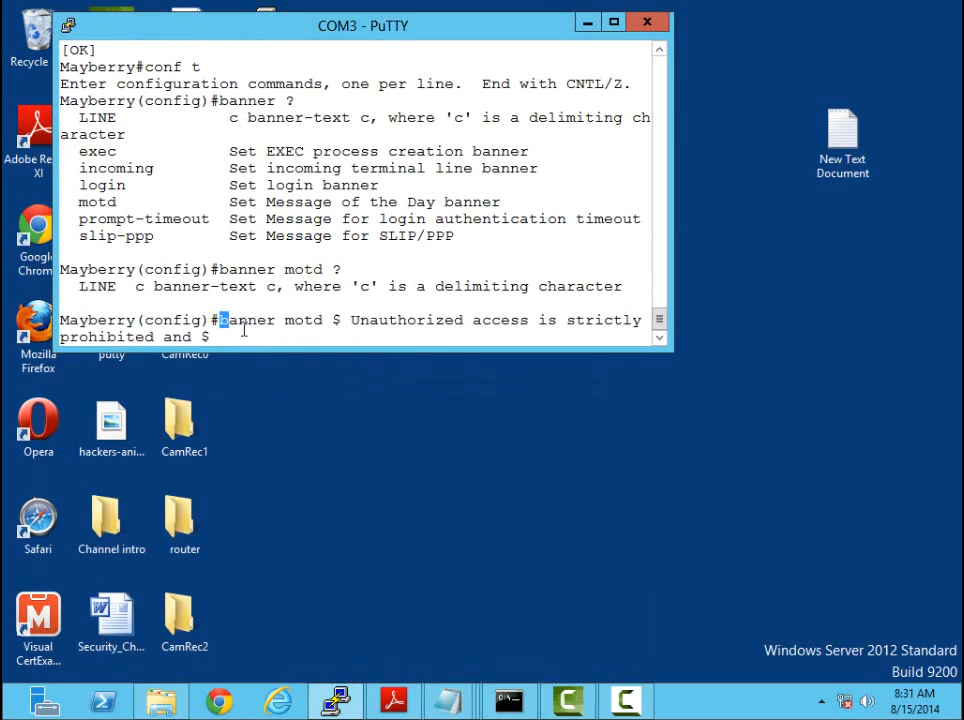 COM3 - PuTTY
[OK]
Mayberry#conf t
Enter configuration commands, one per line.  End with CNTL/Z.
Mayberry(config)#banner ?
  LINE            c banner-text c, where 'c' is a delimiting ch
aracter
  exec            Set EXEC process creation banner
  incoming        Set incoming terminal line banner
  login           Set login banner
  motd            Set Message of the Day banner
  prompt-timeout  Set Message for login authentication timeout
  slip-ppp        Set Message for SLIP/PPP
Mayberry(config)#banner motd ?
  LINE  c banner-text c, where 'c' is a delimiting character
Mayberry(config)#banner motd $ Unauthorized access is strictly
prohibited and $
Recycle
Adobe Re...
XI
Google
Chrom
Mozilla
Firefox
putty
CamRec0
Opera
hackers-ani...
CamRec1
Safari
Channel intro
router
Visual
CertExa...
Security_Ch...
CamRec2
New Text
Document
Windows Server 2012 Standard
Build 9200
8:31 AM
8/15/2014